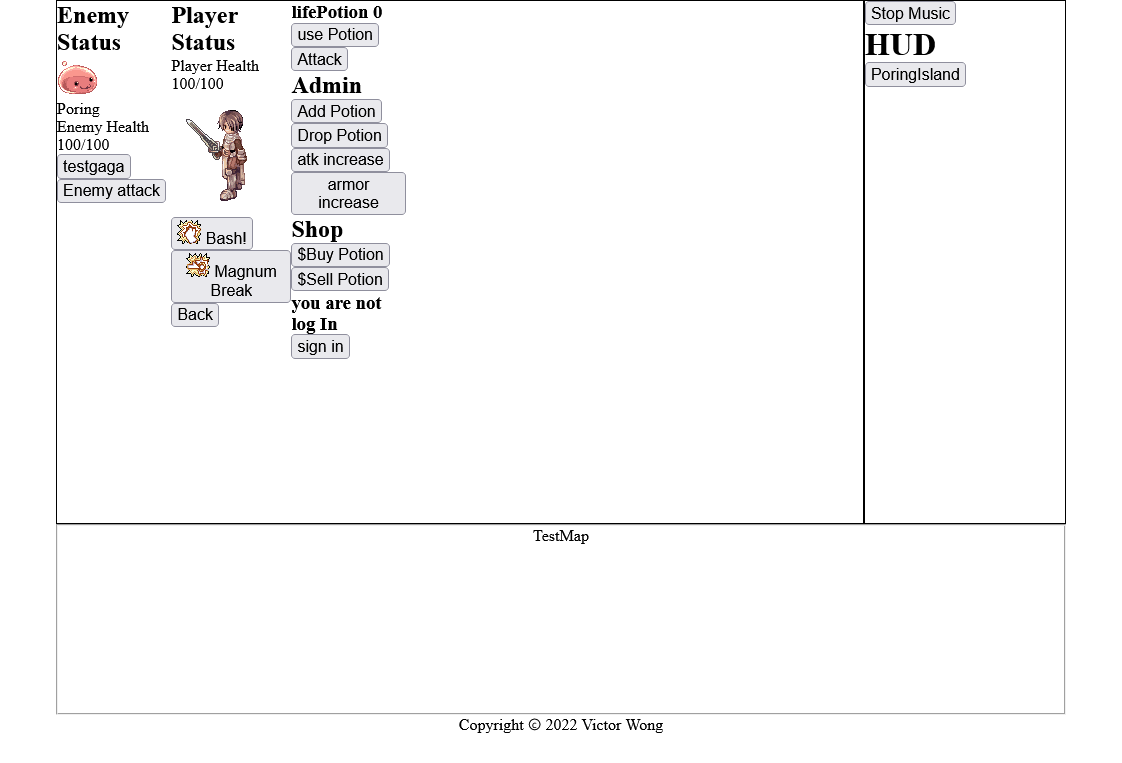 Enemy
Status
Poring
Enemy Health
100/100
testgaga
Enemy attack
Player
Status
Player Health
100/100
Bash!
Magnum
Break
Back
lifePotion 0
use Potion
Attack
Admin
Add Potion
Drop Potion
atk increase
armor
increase
Shop
$Buy Potion
$Sell Potion
you are not
log In
sign in
Stop Music
HUD
PoringIsland
TestMap
Copyright © 2022 Victor Wong